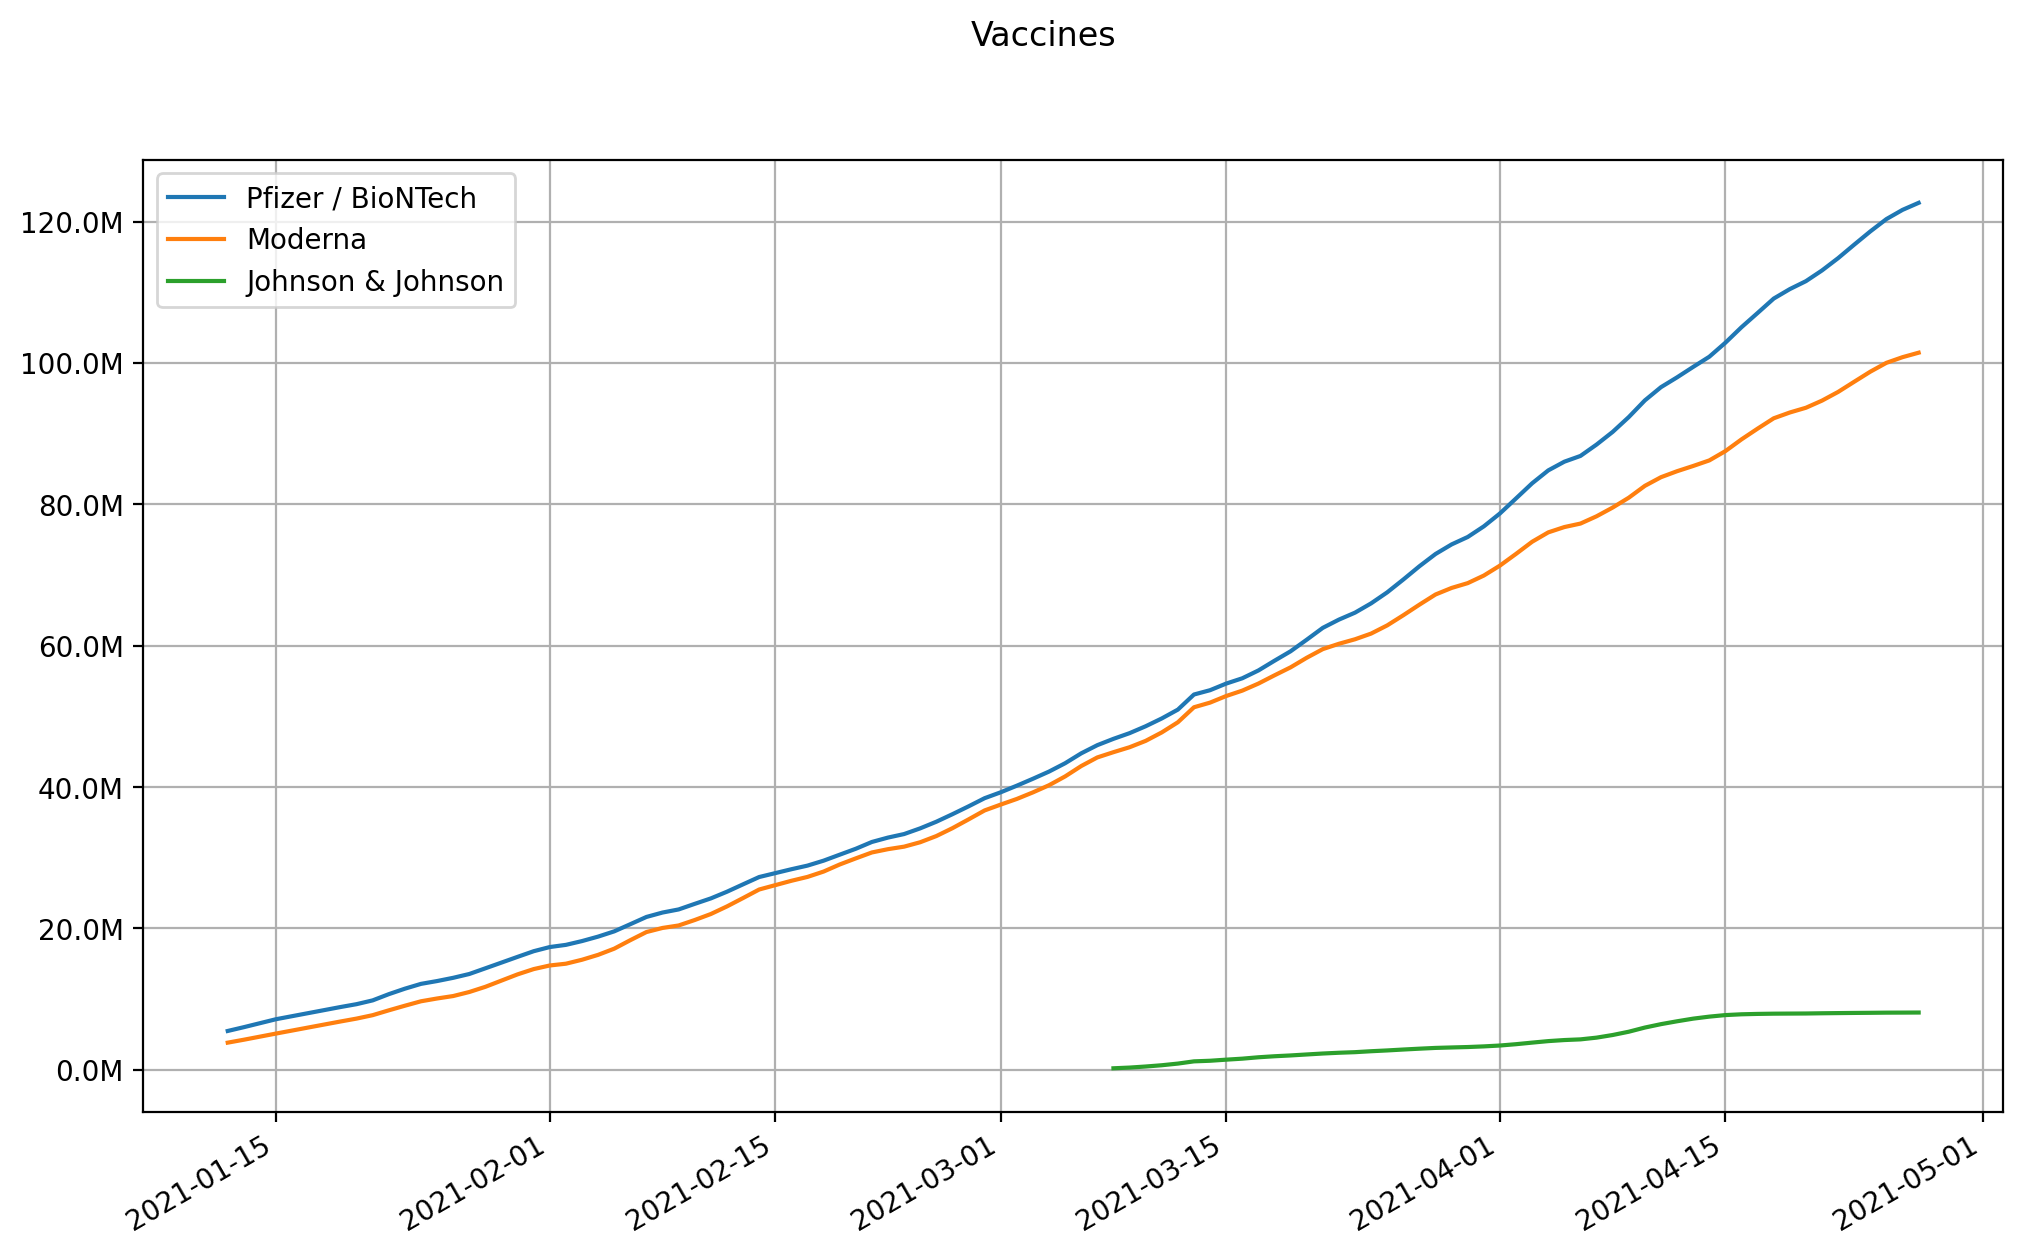 Vaccines
Pfizer / BioNTech
Moderna
Johnson & Johnson
120.0M
100.0M
80.0M
60.0M
40.0M
20.0M
0.0M
2021-01-15
2021-02-01
2021-02-15
2021-03-01
2021-03-15
2021-04-01
2021-04-15
2021-05-01